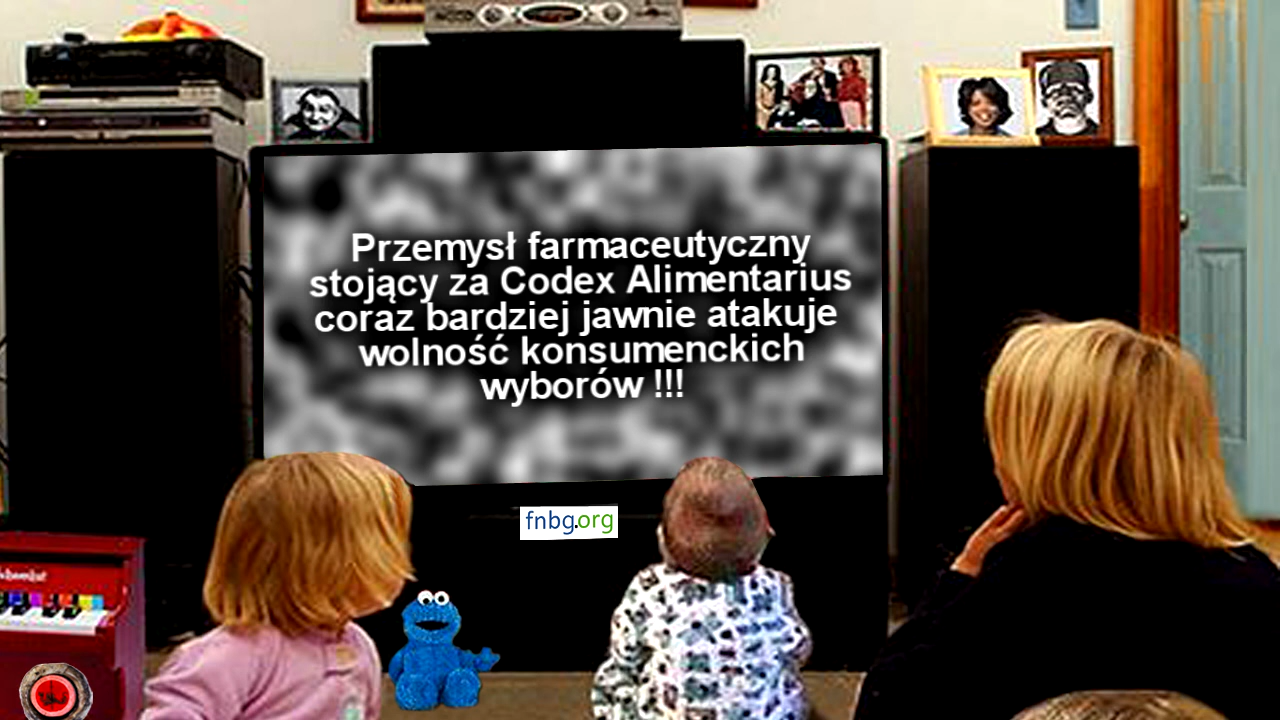 Przemysł farmaceutyczny
stojący za Codex Alimentarius
coraz bardziej jawnie atakuje
wolność konsumenckich
wyborów !!!
fnbg.org